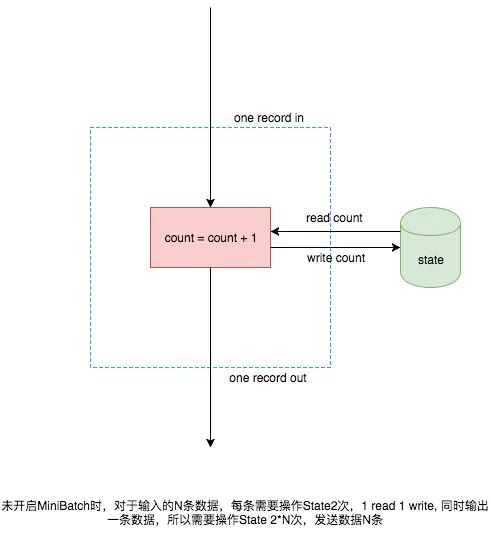 one record in
read count
count = count + 1
write count
state
one record out
未开启MiniBatch时，对于输入的N条数据，每条需要操作State2次，1 read 1 write, 同时输出
一条数据，所以需要操作State 2*N次，发送数据N条